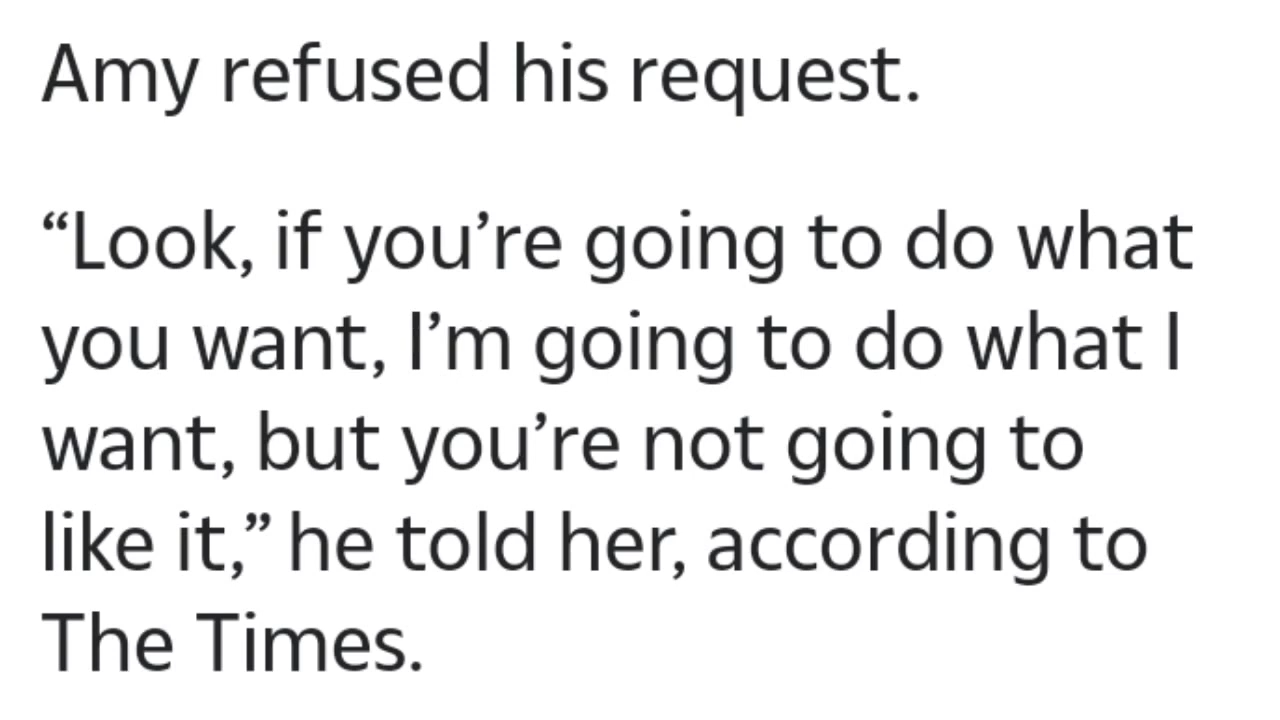 Amy refused his request.
“Look, if you’re going to do what
you want, I’m going to do what I
want, but you’re not going to
like it,” he told her, according to
The Times.